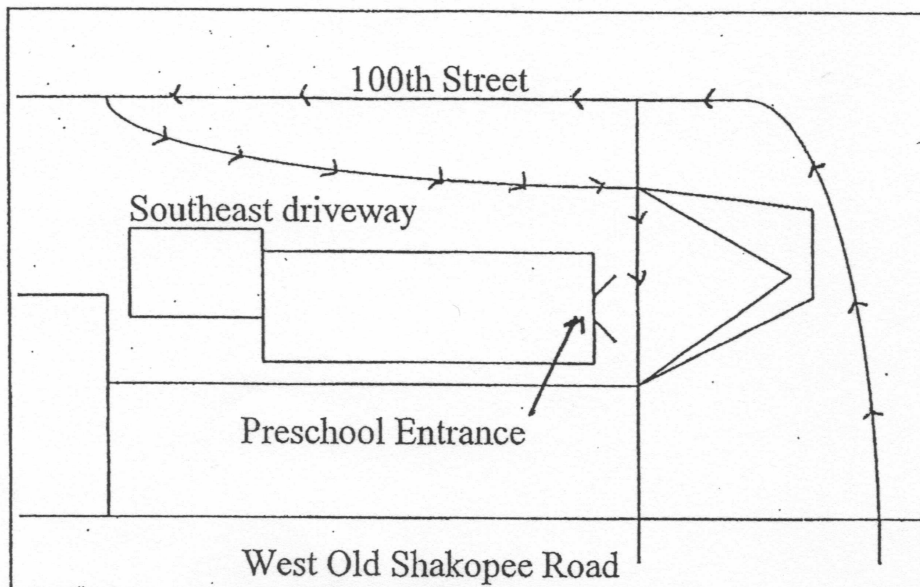 100th Street
Southeast driveway
Preschool Entrance
West Old Shakopee Road